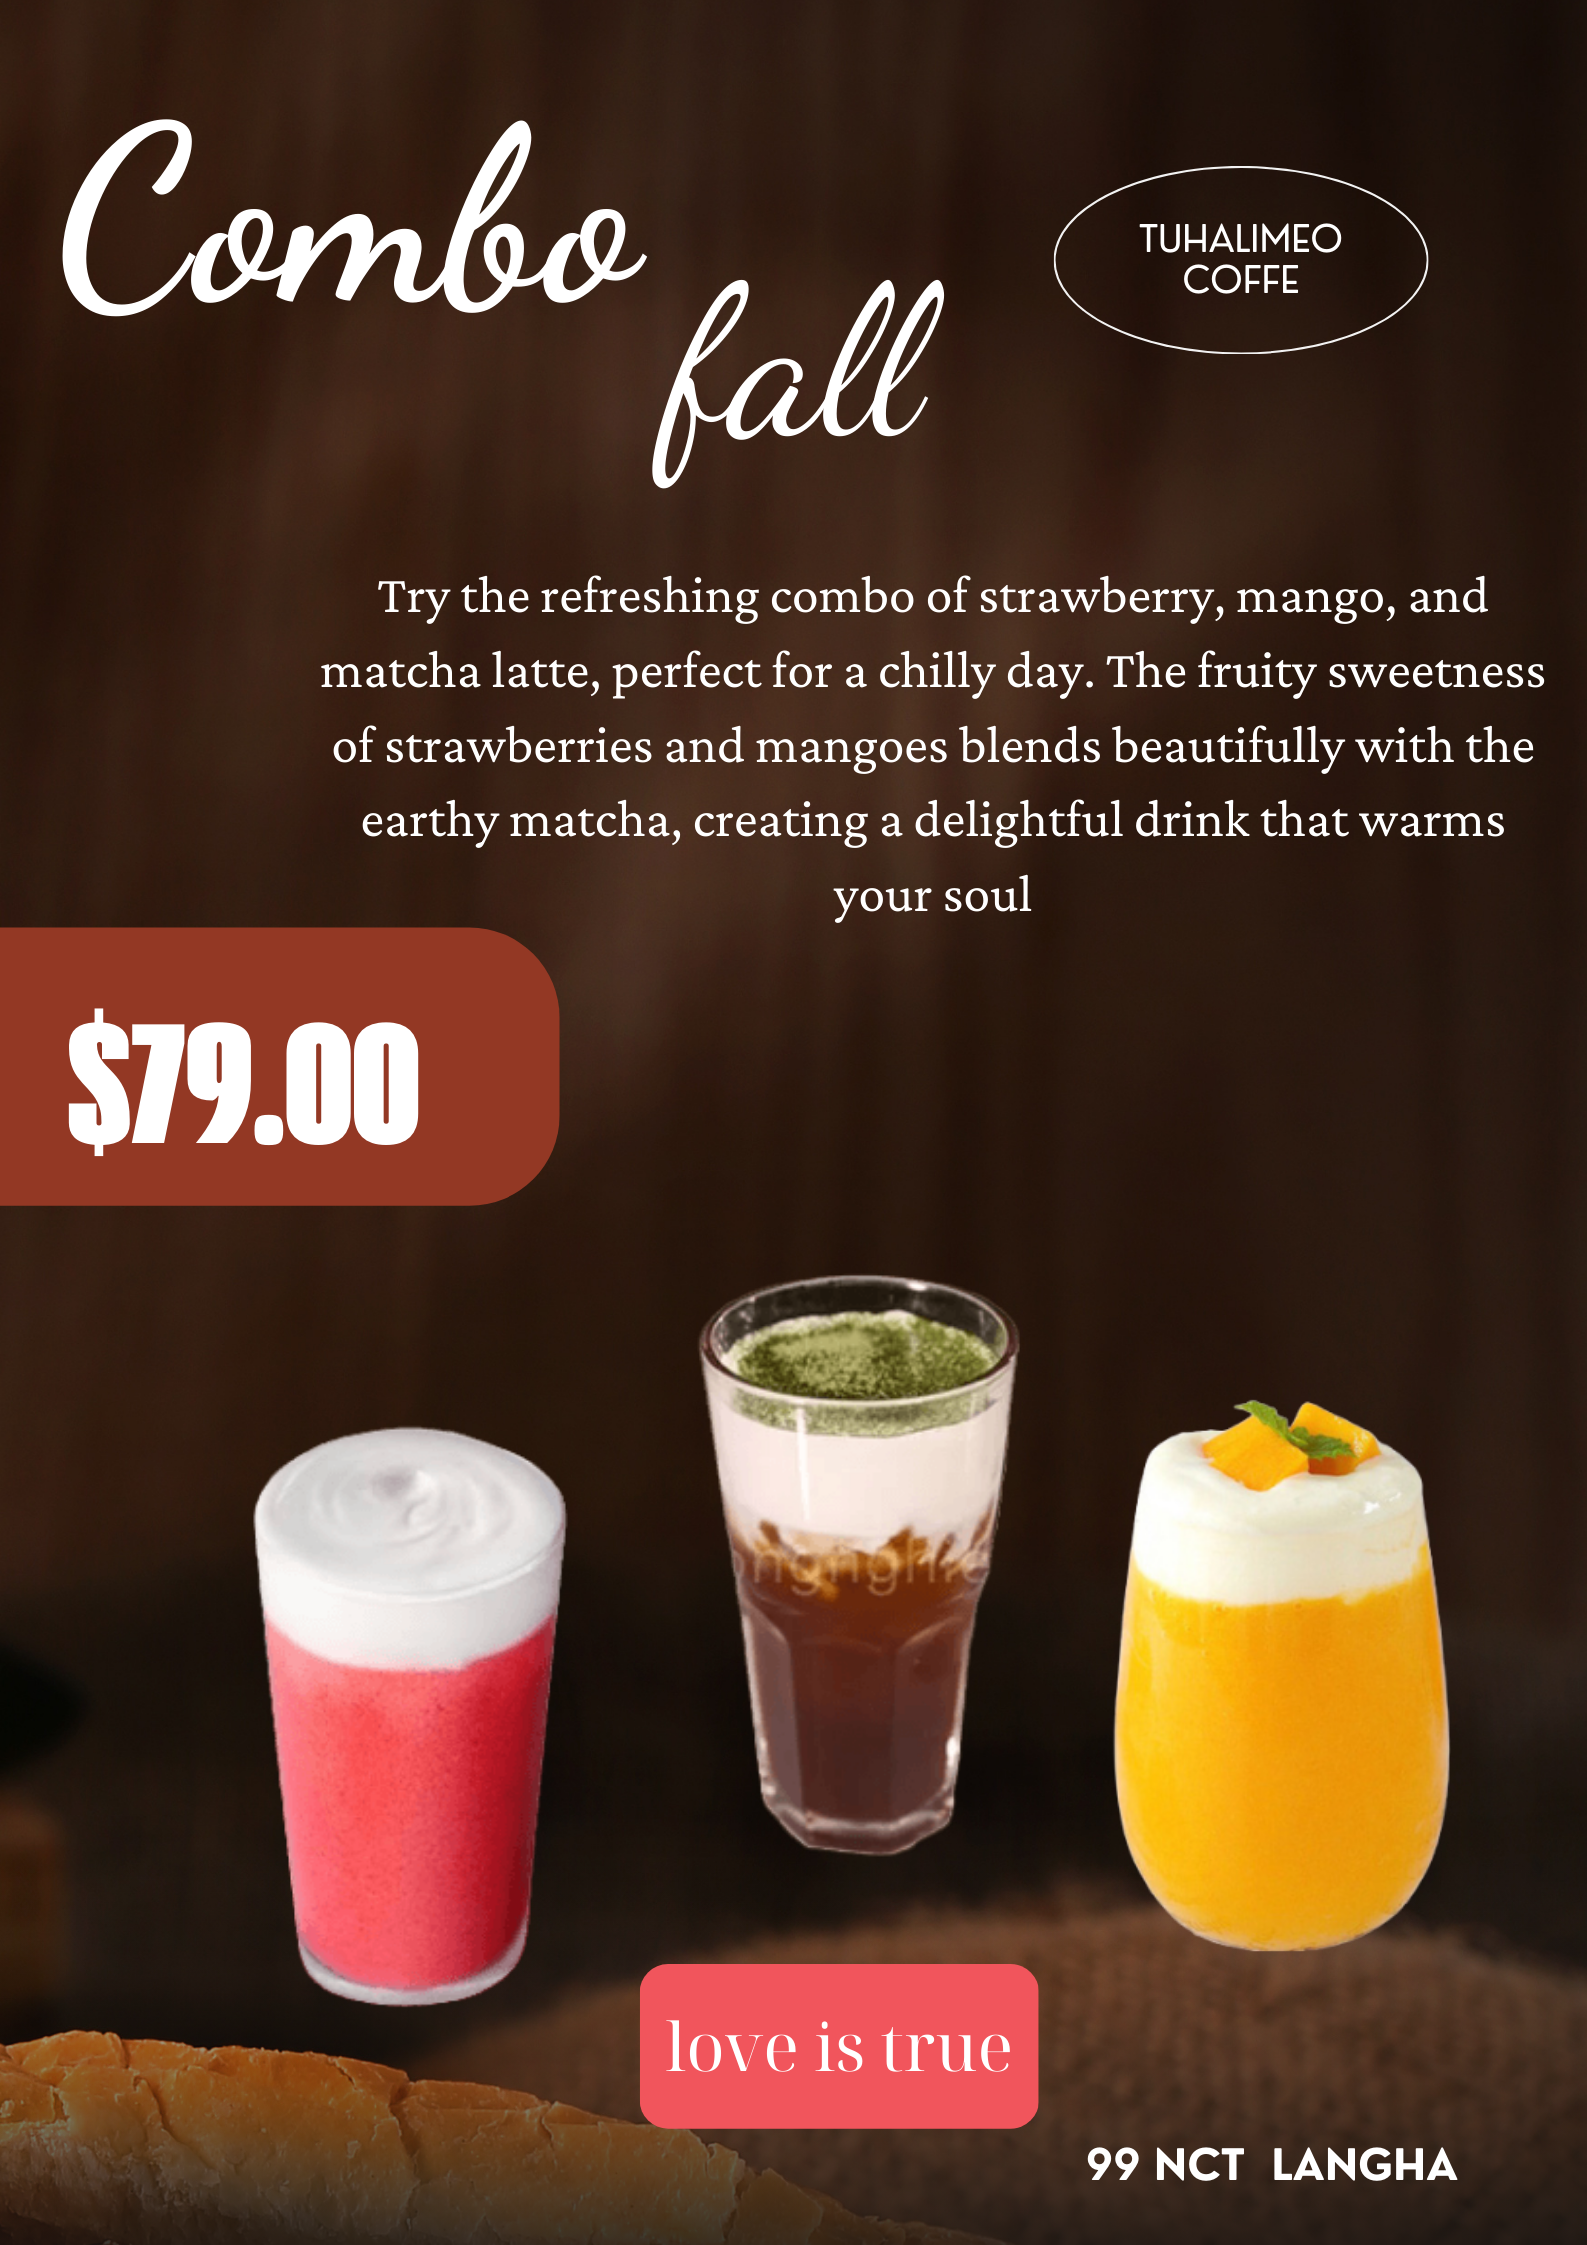 Combo
fall
TUHALIMEO
COFFE
Try the refreshing combo of strawberry, mango, and
matcha latte, perfect for a chilly day. The fruity sweetness
of strawberries and mangoes blends beautifully with the
earthy matcha, creating a delightful drink that warms
your soul
$79.00
love is true
99 NCT LANGHA